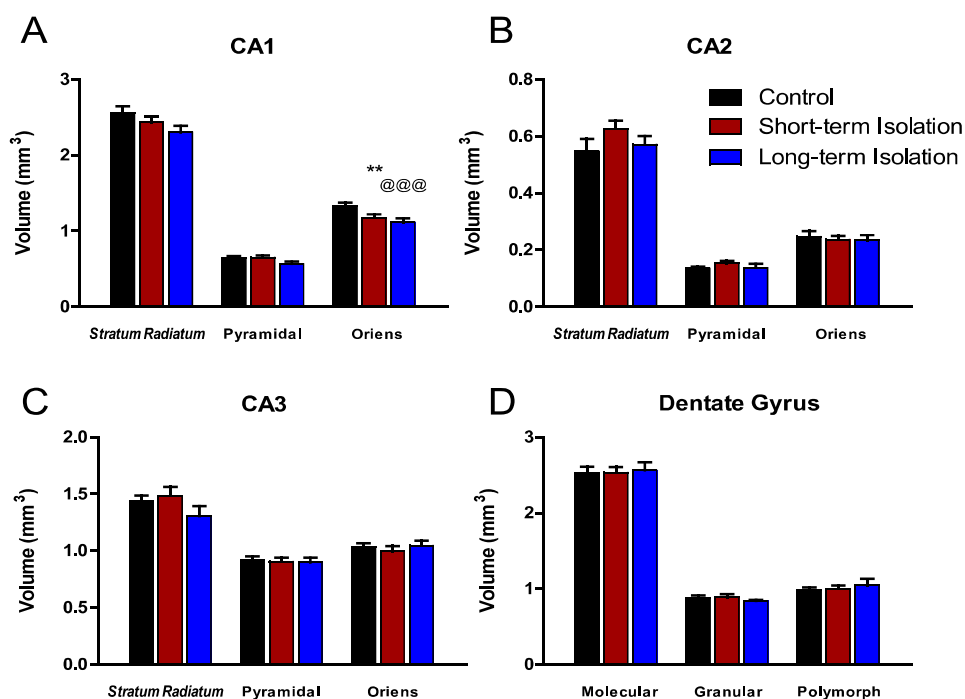 A
CA1
Volume (mm3)
3
2
1
0
**
@@@
Stratum Radiatum Pyramidal Oriens
B
CA2
Volume (mm3)
0.8
0.6
0.4
0.2
0.0
Control
Short-term Isolation
Long-term Isolation
Stratum Radiatum Pyramidal Oriens
C
CA3
Volume (mm3)
2.0
1.5
1.0
0.5
0.0
Stratum Radiatum Pyramidal Oriens
D
Dentate Gyrus
Volume (mm3)
3
2
1
0
Molecular Granular Polymorph